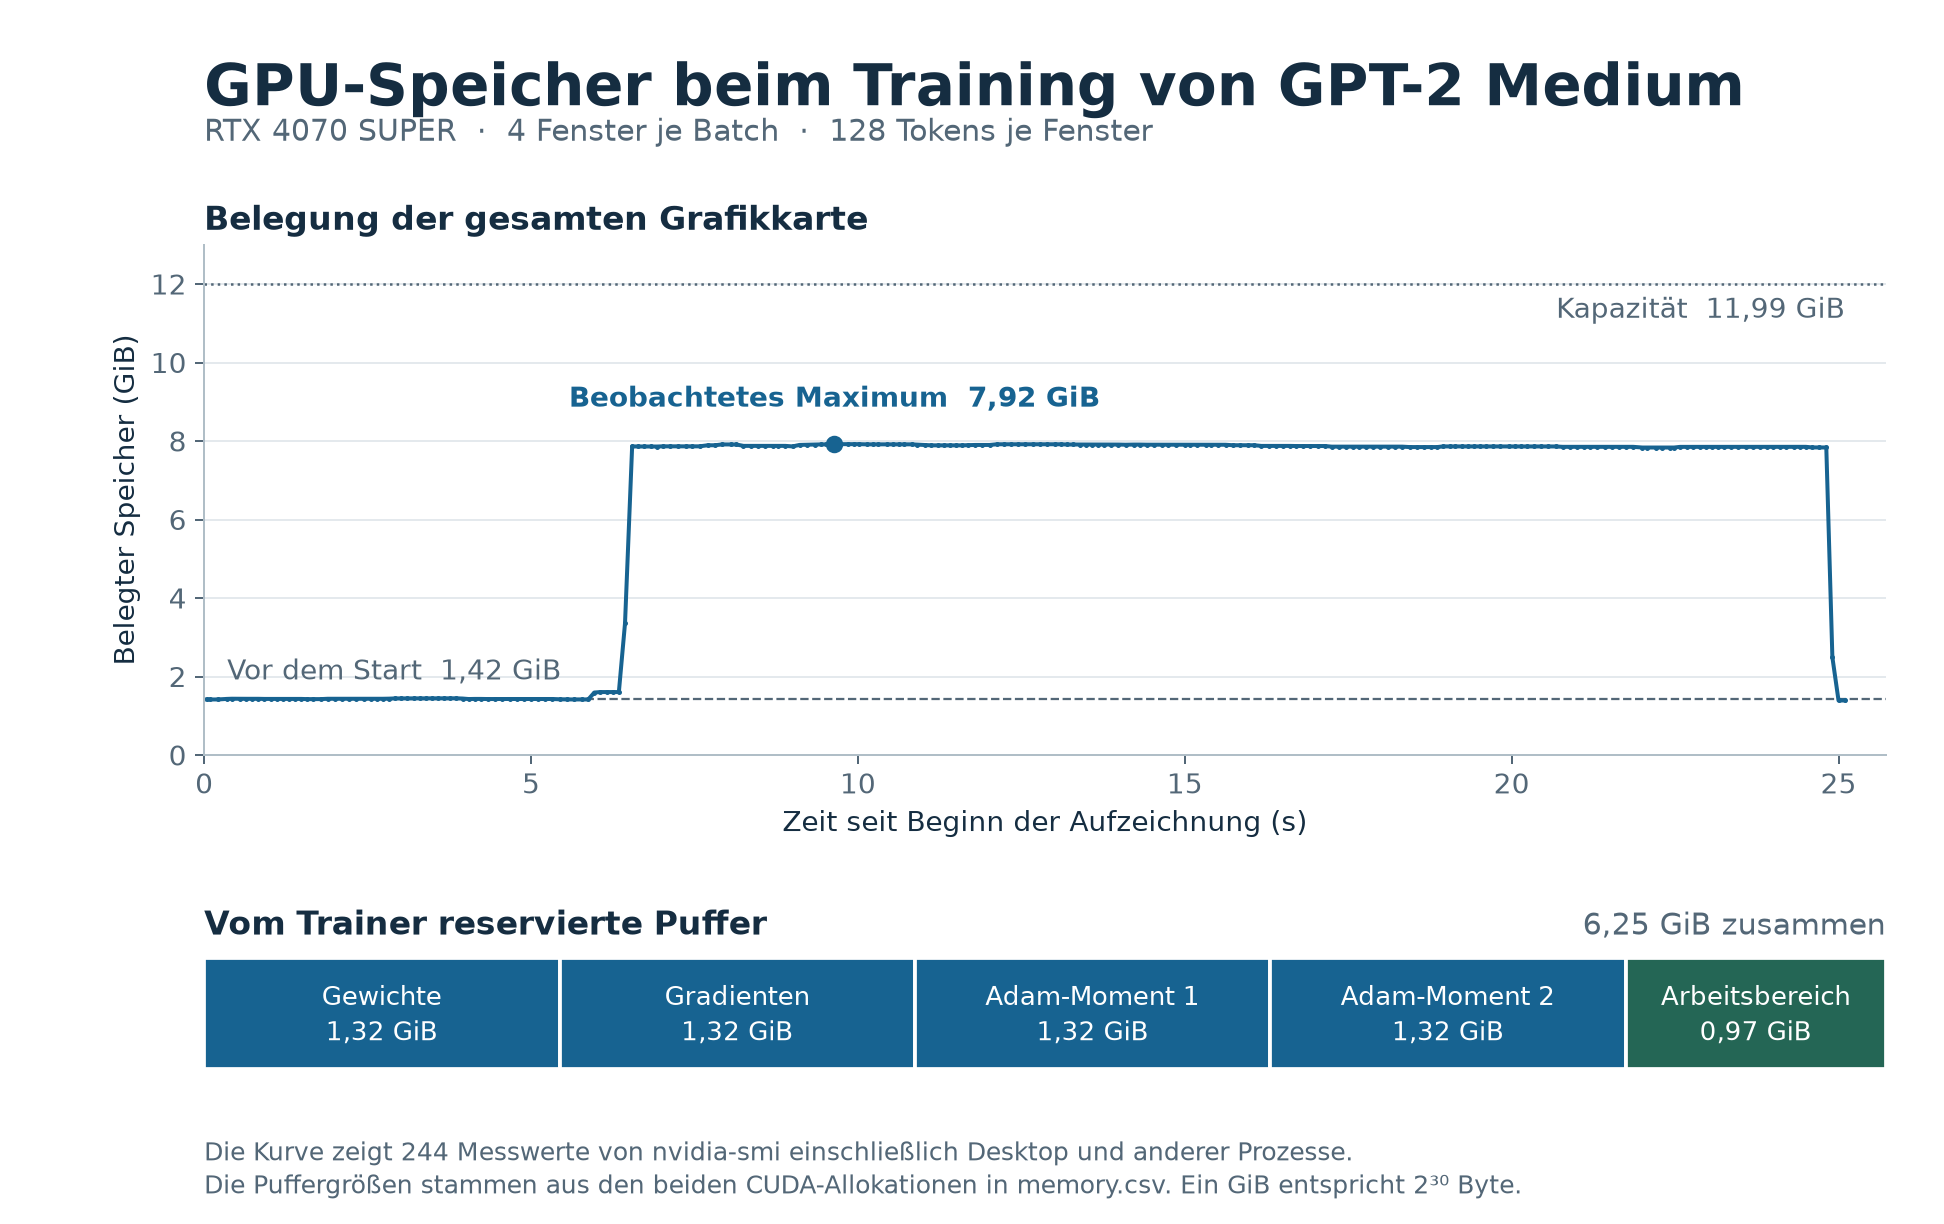 GPU-Speicher beim Training von GPT-2 Medium
RTX 4070 SUPER · 4 Fenster je Batch · 128 Tokens je Fenster
Belegung der gesamten Grafikkarte
Belegter Speicher (GiB)
12
10
8
6
4
2
0
Kapazität 11,99 GiB
Beobachtetes Maximum 7,92 GiB
Vor dem Start 1,42 GiB
0 5 10 15 20 25
Zeit seit Beginn der Aufzeichnung (s)
Vom Trainer reservierte Puffer 6,25 GiB zusammen
Gewichte Gradienten Adam-Moment 1 Adam-Moment 2 Arbeitsbereich
1,32 GiB 1,32 GiB 1,32 GiB 1,32 GiB 0,97 GiB
Die Kurve zeigt 244 Messwerte von nvidia-smi einschließlich Desktop und anderer Prozesse.
Die Puffergrößen stammen aus den beiden CUDA-Allokationen in memory.csv. Ein GiB entspricht 2³⁰ Byte.